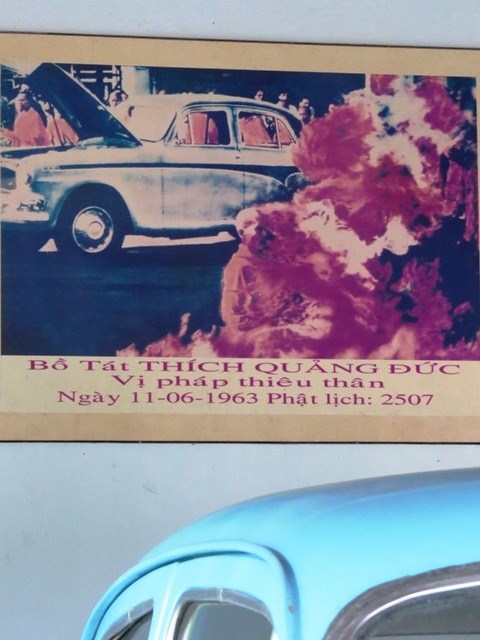 Bồ Tát THÍCH QUẢNG ĐỨC
Vị pháp thiêu thân
Ngày 11-06-1963 Phật lịch: 2507